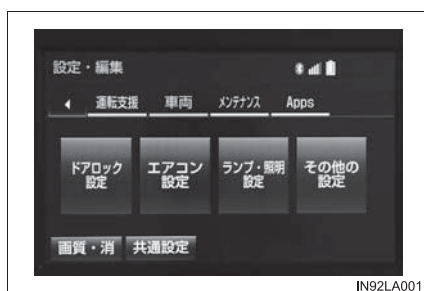 設定・編集
運転支援 車両 メンテナンス Apps
ドアロック設定 エアコン設定 ランプ・照明設定 その他の設定
画質・消 共通設定
IN92LA001